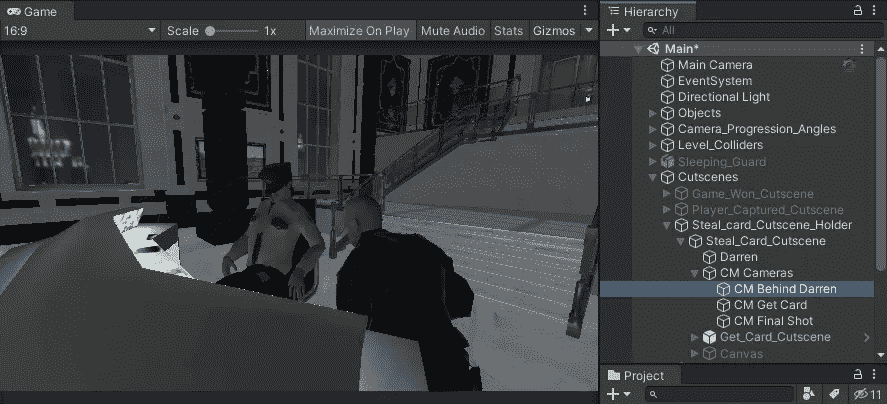 Game
16:9
Scale
1x
Maximize On Play
Mute Audio
Stats
Gizmos
Hierarchy
All
Main*
Main Camera
EventSystem
Directional Light
Objects
Camera_Progression_Angles
Level_Colliders
Sleeping_Guard
Cutscenes
Game_Won_Cutscene
Player_Captured_Cutscene
Steal_card_Cutscene_Holder
Steal_Card_Cutscene
Darren
CM Cameras
CM Behind Darren
CM Get Card
CM Final Shot
Get_Card_Cutscene
Canvas
Project
11